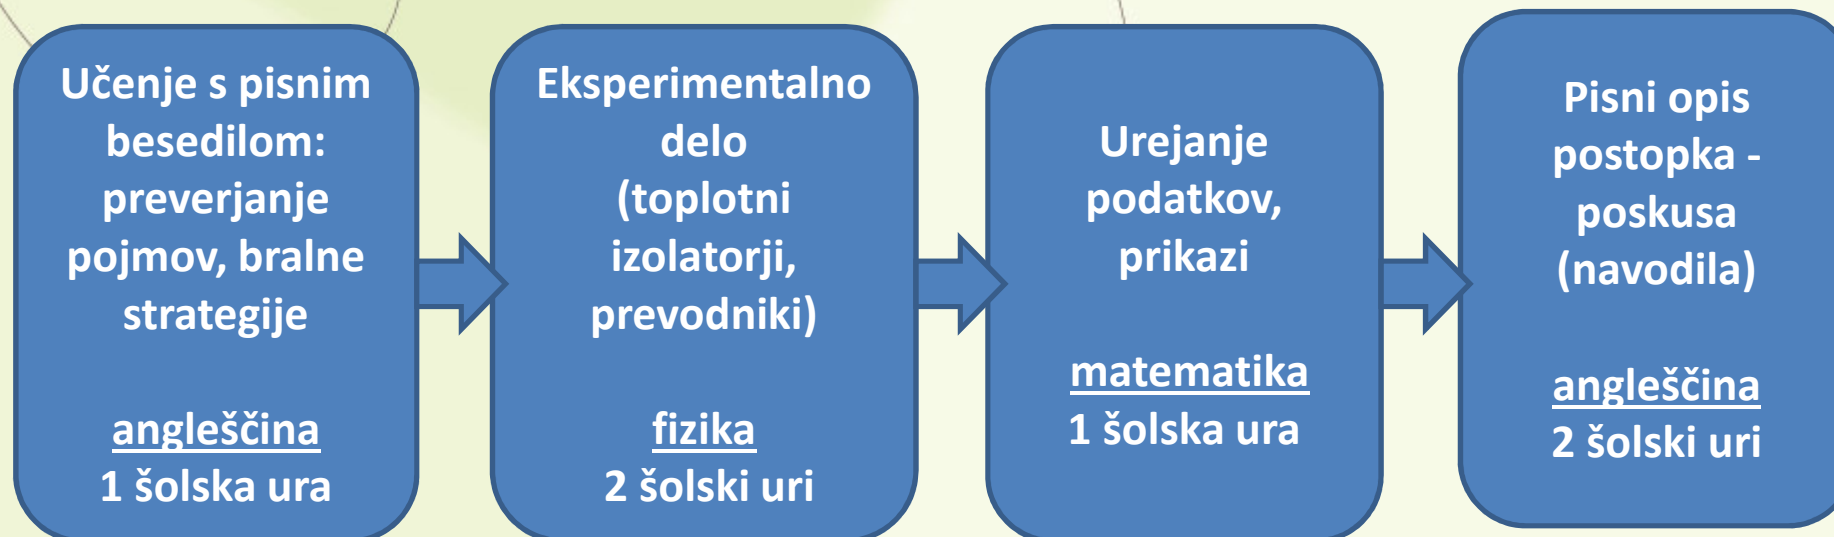 Učenje s pisnim
besedilom:
preverjanje
pojmov, bralne
strategije
angleščina
1 šolska ura
Eksperimentalno
delo
(toplotni
izolatorji,
prevodniki)
fizika
2 šolski uri
Urejanje
podatkov,
prikazi
matematika
1 šolska ura
Pisni opis
postopka -
poskusa
(navodila)
angleščina
2 šolski uri